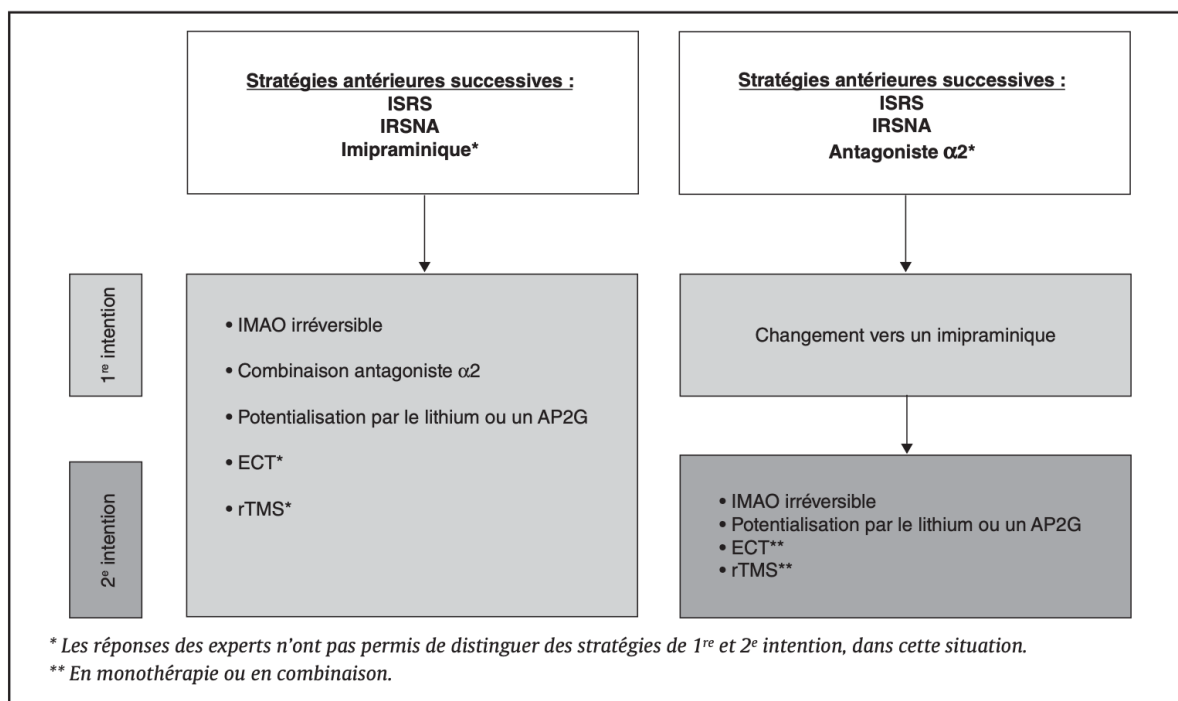 Stratégies antérieures successives :
ISRS
IRSNA
Imipraminique*
Stratégies antérieures successives :
ISRS
IRSNA
Antagoniste α2*
1re intention
• IMAO irréversible
• Combinaison antagoniste α2
• Potentialisation par le lithium ou un AP2G
• ECT*
• rTMS*
Changement vers un imipraminique
2e intention
• IMAO irréversible
• Potentialisation par le lithium ou un AP2G
• ECT**
• rTMS**
* Les réponses des experts n'ont pas permis de distinguer des stratégies de 1re et 2e intention, dans cette situation.
** En monothérapie ou en combinaison.